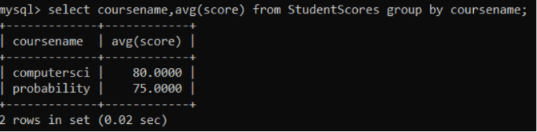 mysql> select coursename,avg(score) from StudentScores group by coursename;
+--------------+------------+
| coursename | avg(score) |
+--------------+------------+
| computersci | 80.0000 |
| probability | 75.0000 |
+--------------+------------+
2 rows in set (0.02 sec)